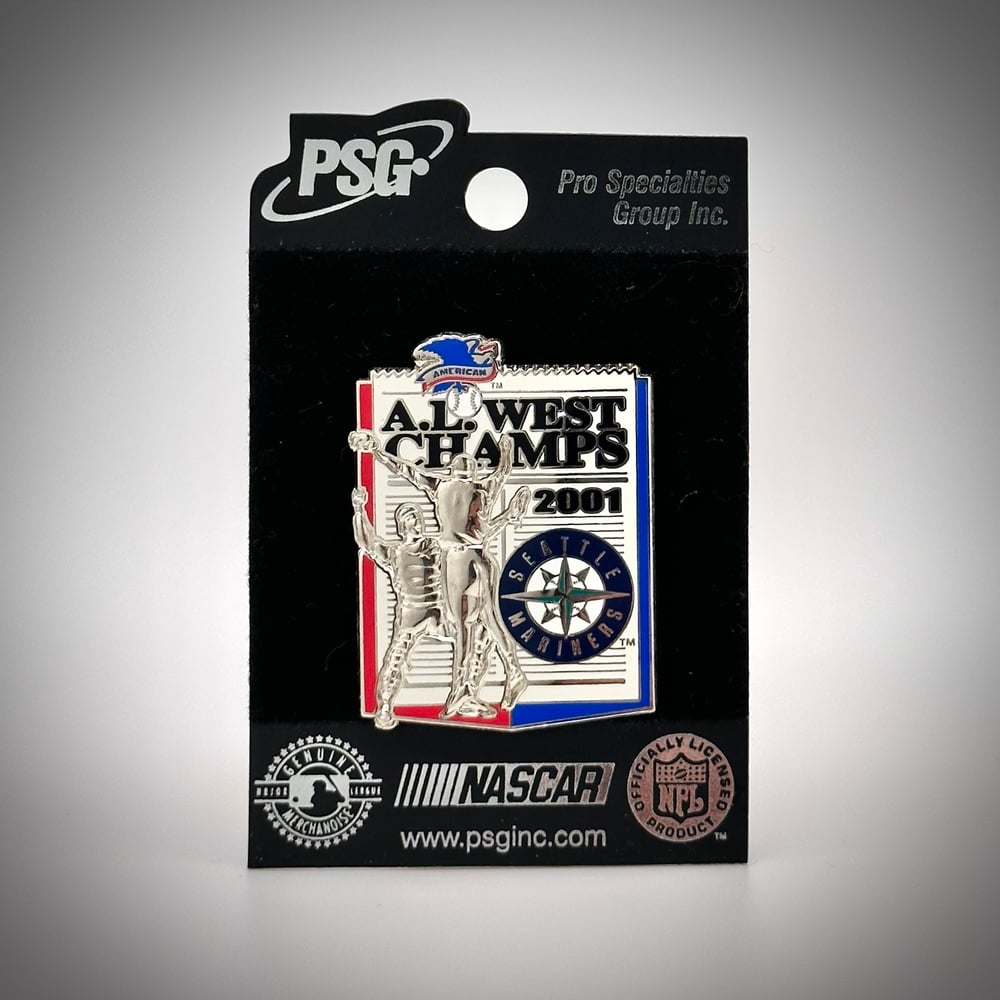 PSG
Pro Specialties
Group Inc.
AMERICAN
TM
A.L. WEST
CHAMPS
2001
SEATTLE
MARINERS
TM
GENUINE
MAJOR LEAGUE
MERCHANDISE
NASCAR
OFFICIALLY LICENSED
NFL
PRODUCT
TM
www.psginc.com